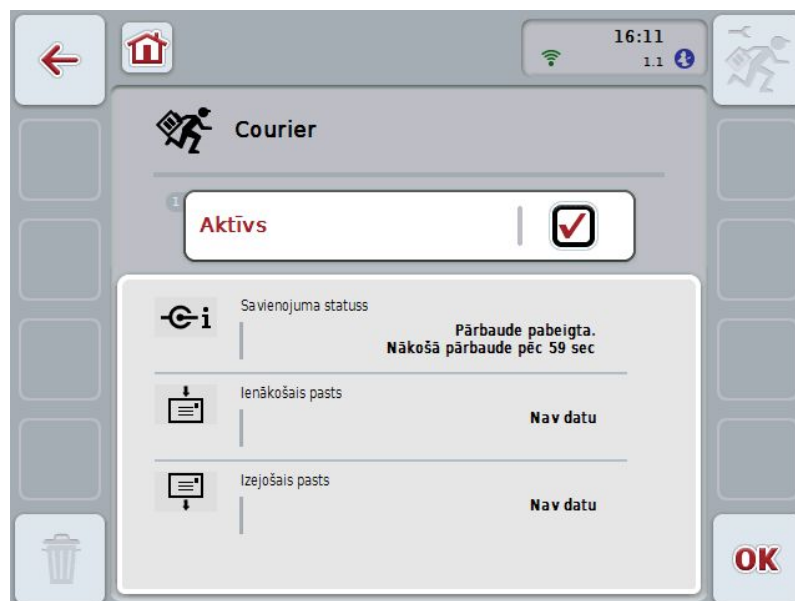 16:11
1.1
Courier
1
Aktīvs
Savienojuma statuss
Pārbaude pabeigta.
Nākošā pārbaude pēc 59 sec
Ienākošais pasts
Nav datu
Izejošais pasts
Nav datu
OK